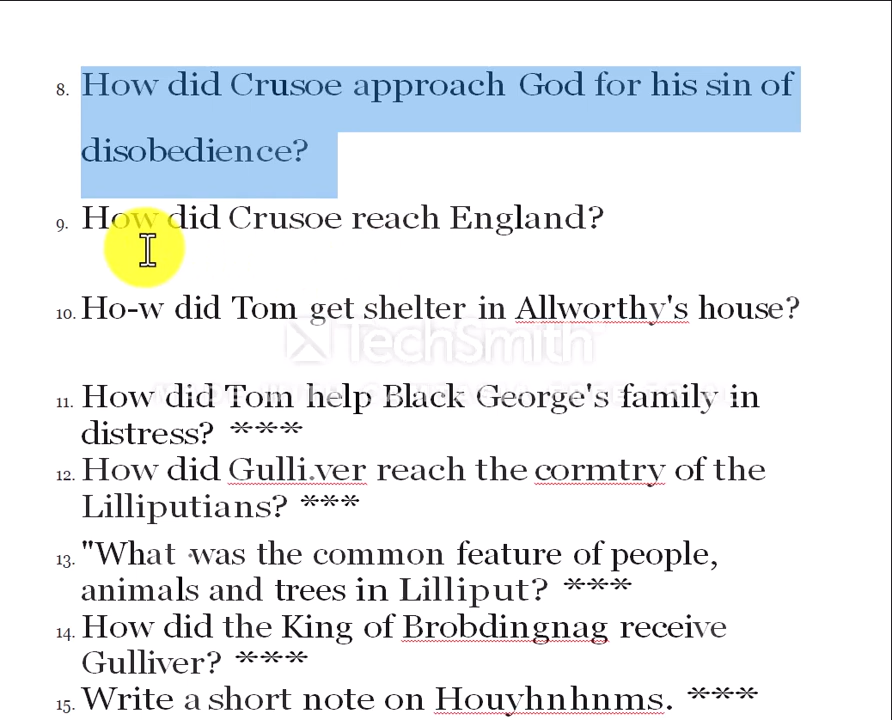 8. How did Crusoe approach God for his sin of
disobedience?
9. How did Crusoe reach England?
10. Ho-w did Tom get shelter in Allworthy's house?
TechSmith
11. How did Tom help Black George's family in
distress? ***
12. How did Gulli.ver reach the cormtry of the
Lilliputians? ***
13. "What was the common feature of people,
animals and trees in Lilliput? ***
14. How did the King of Brobdingnag receive
Gulliver? ***
15. Write a short note on Houyhnhnms. ***